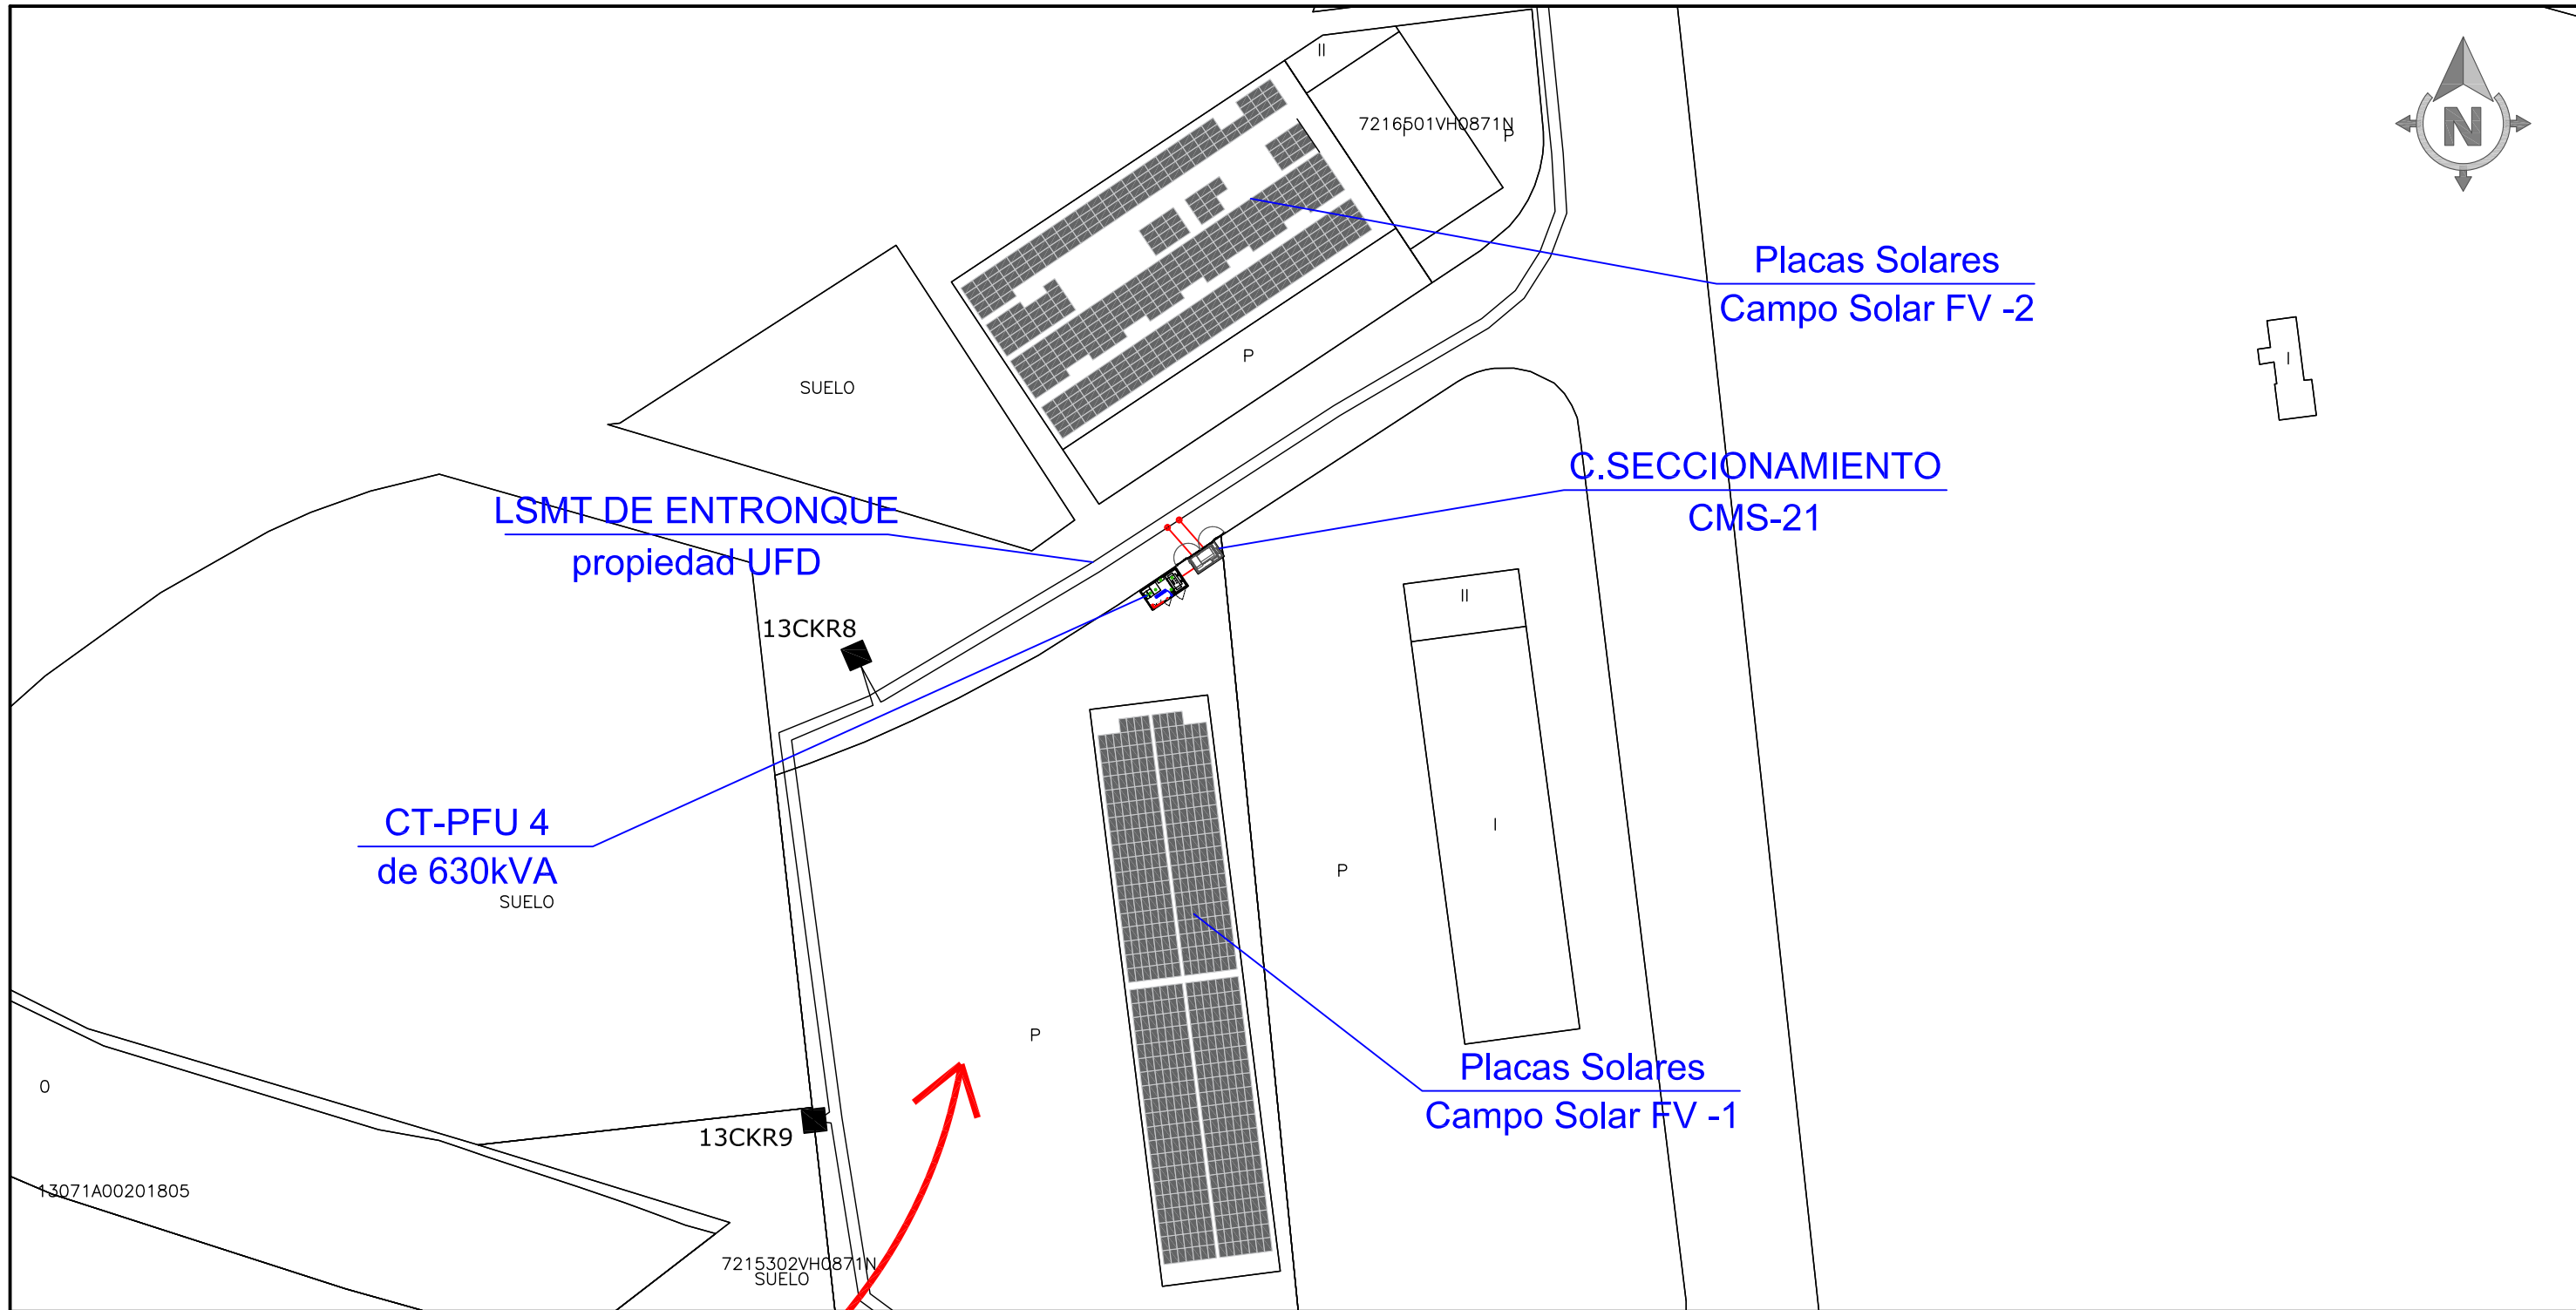 II
7216501VH0871N
I
P
N
Placas Solares
Campo Solar FV -2
P
I
SUELO
C.SECCIONAMIENTO
CMS-21
LSMT DE ENTRONQUE
propiedad UFD
II
13CKR8
CT-PFU 4
de 630kVA
SUELO
I
P
P
Placas Solares
Campo Solar FV -1
0
13CKR9
13071A00201805
7215302VH0871N
SUELO